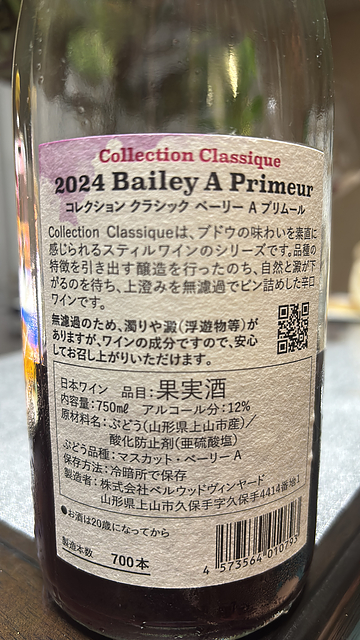 Collection Classique
2024 Bailey A Primeur
コレクション クラシック ベーリー A プリムール
Collection Classiqueは、ブドウの味わいを素直に
感じられるスティルワインのシリーズです。品種の
特徴を引き出す醸造を行ったのち、自然と澱が下
がるのを待ち、上澄みを無濾過でビン詰めした辛口
ワインです。
無濾過のため、濁りや澱(浮遊物等)が
ありますが、ワインの成分ですので、安心
してお召し上がりいただけます。
日本ワイン 品目:果実酒
内容量:750mℓ アルコール分:12%
原材料名:ぶどう(山形県上山市産)/
酸化防止剤(亜硫酸塩)
ぶどう品種:マスカット・ベーリー A
保存方法:冷暗所で保存
製造者:株式会社ベルウッドヴィンヤード
山形県上山市久保手字久保手4414番地1
●お酒は20歳になってから
製造本数 700本
4 573564 010795